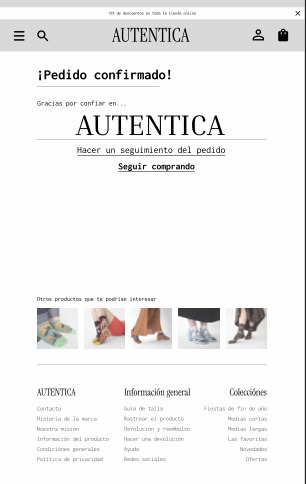 15% de descuentos en toda la tienda online
AUTENTICA
¡Pedido confirmado!
Gracias por confiar en...
AUTENTICA
Hacer un seguimiento del pedido
Seguir comprando
Otros productos que te podrían interesar
AUTENTICA
Contacto
Historia de la marca
Nuestra misión
Información del producto
Condiciones generales
Política de privacidad
Información general
Guía de talla
Rastrear el producto
Devolución y reembolso
Hacer una devolución
Ayuda
Redes sociales
Colecciónes
Fiestas de fin de año
Medias cortas
Medias largas
Las favoritas
Novedades
Ofertas